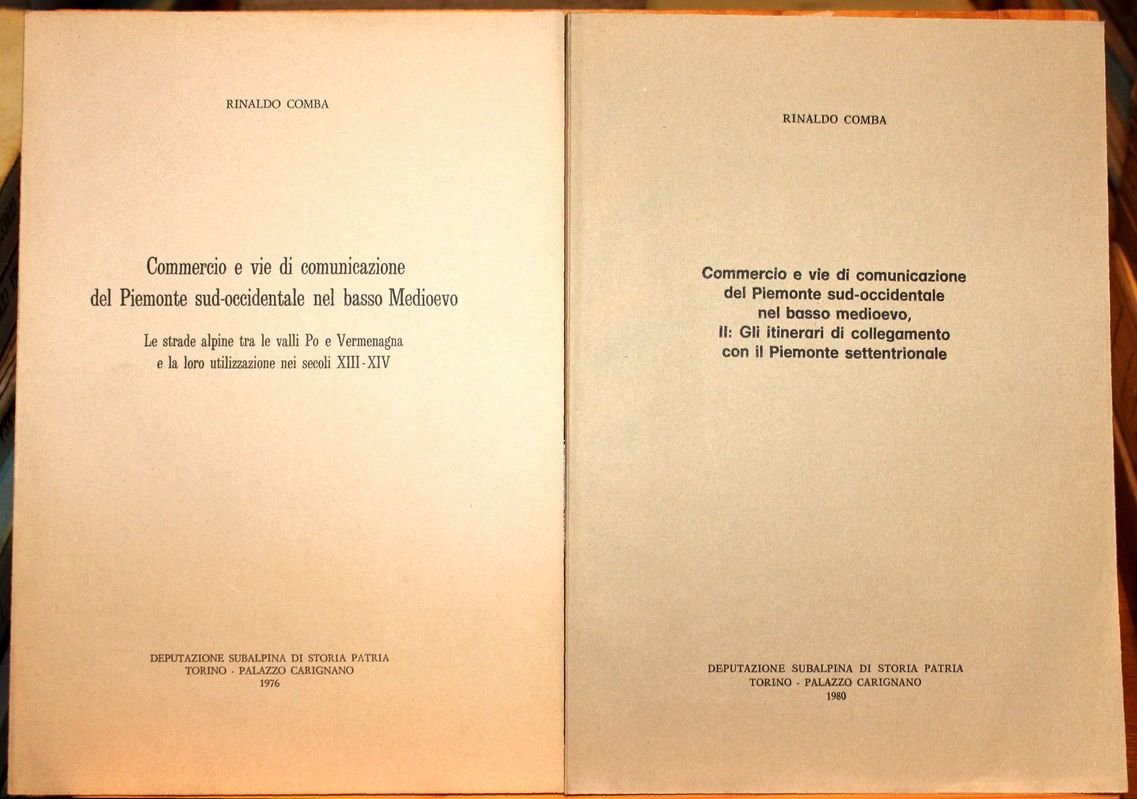 RINALDO COMBA
Commercio e vie di comunicazione
del Piemonte sud-occidentale nel basso Medioevo
Le strade alpine tra le valli Po e Vermenagna
e la loro utilizzazione nei secoli XIII-XIV
DEPUTAZIONE SUBALPINA DI STORIA PATRIA
TORINO - PALAZZO CARIGNANO
1976
RINALDO COMBA
Commercio e vie di comunicazione
del Piemonte sud-occidentale
nel basso medioevo,
II: Gli itinerari di collegamento
con il Piemonte settentrionale
DEPUTAZIONE SUBALPINA DI STORIA PATRIA
TORINO - PALAZZO CARIGNANO
1980